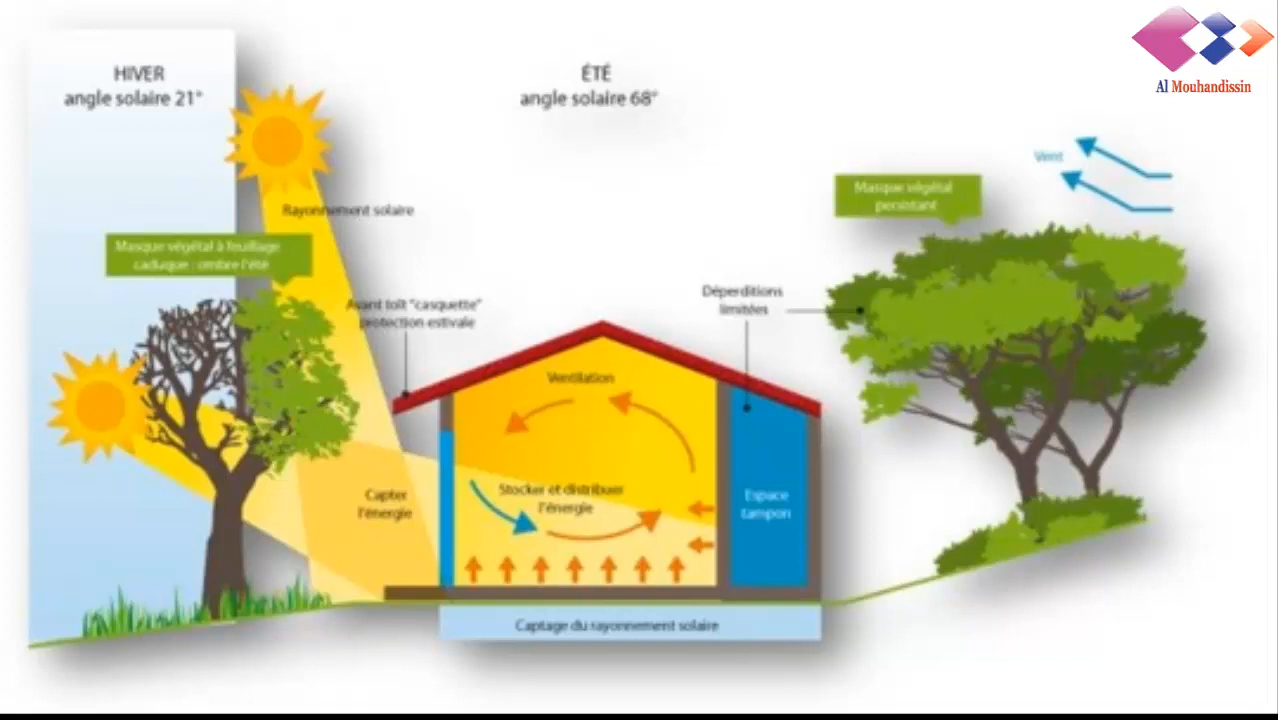 HIVER
angle solaire 21°
ÉTÉ
angle solaire 68°
Al Mouhandissin
Vent
Masque végétal
persistant
Rayonnement solaire
Masque végétal à feuillage
caduque : ombre l'été
Avant toît "casquette"
protection estivale
Déperditions
limitées
Ventilation
Capter
l'énergie
Stocker et distribuer
l'énergie
Espace
tampon
Captage du rayonnement solaire